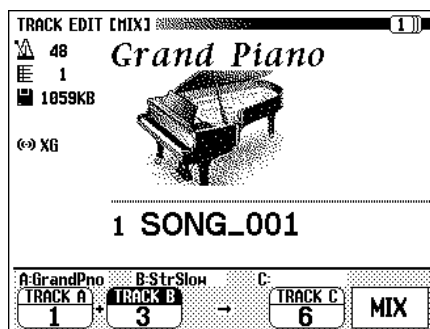 TRACK EDIT [MIX] 1
48
1
1059KB
XG
Grand Piano
1 SONG_001
A:GrandPno B:StrSlow C:
TRACK A TRACK B TRACK C
1 + 3 → 6 MIX